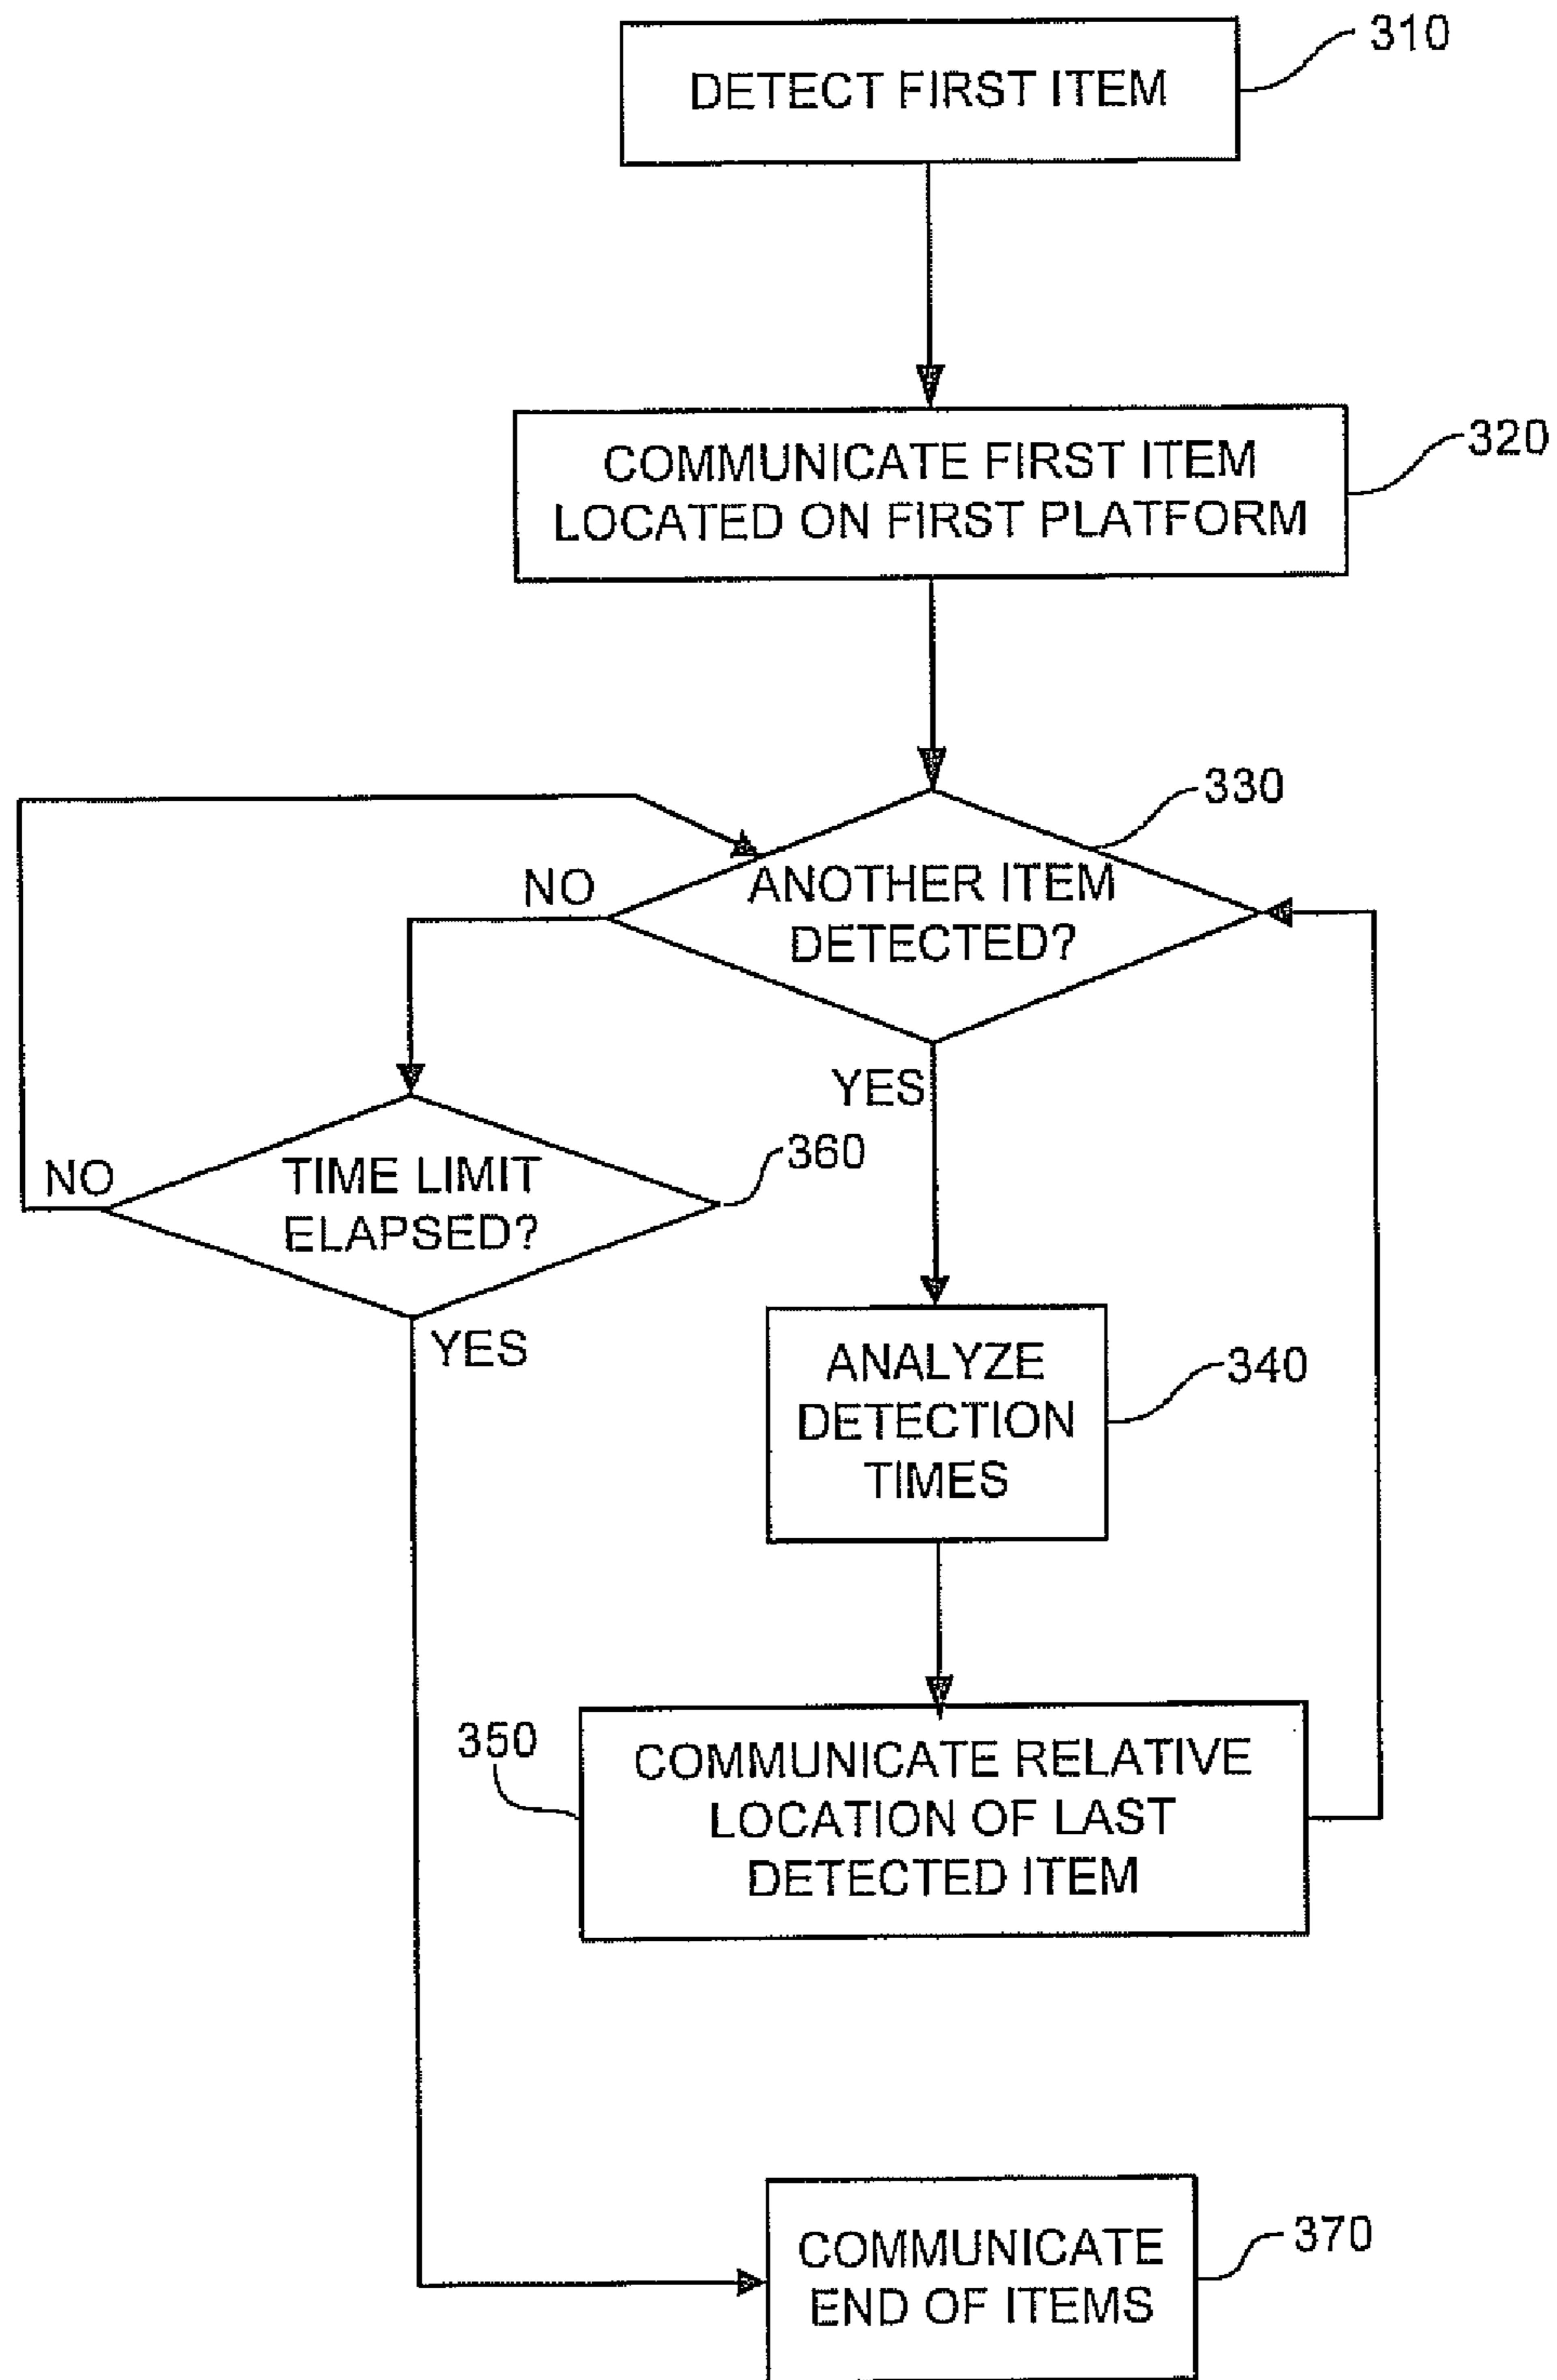 DETECT FIRST ITEM
310
COMMUNICATE FIRST ITEM
LOCATED ON FIRST PLATFORM
320
330
ANOTHER ITEM
DETECTED?
NO
YES
TIME LIMIT
ELAPSED?
360
NO
YES
ANALYZE
DETECTION
TIMES
340
350
COMMUNICATE RELATIVE
LOCATION OF LAST
DETECTED ITEM
COMMUNICATE
END OF ITEMS
370